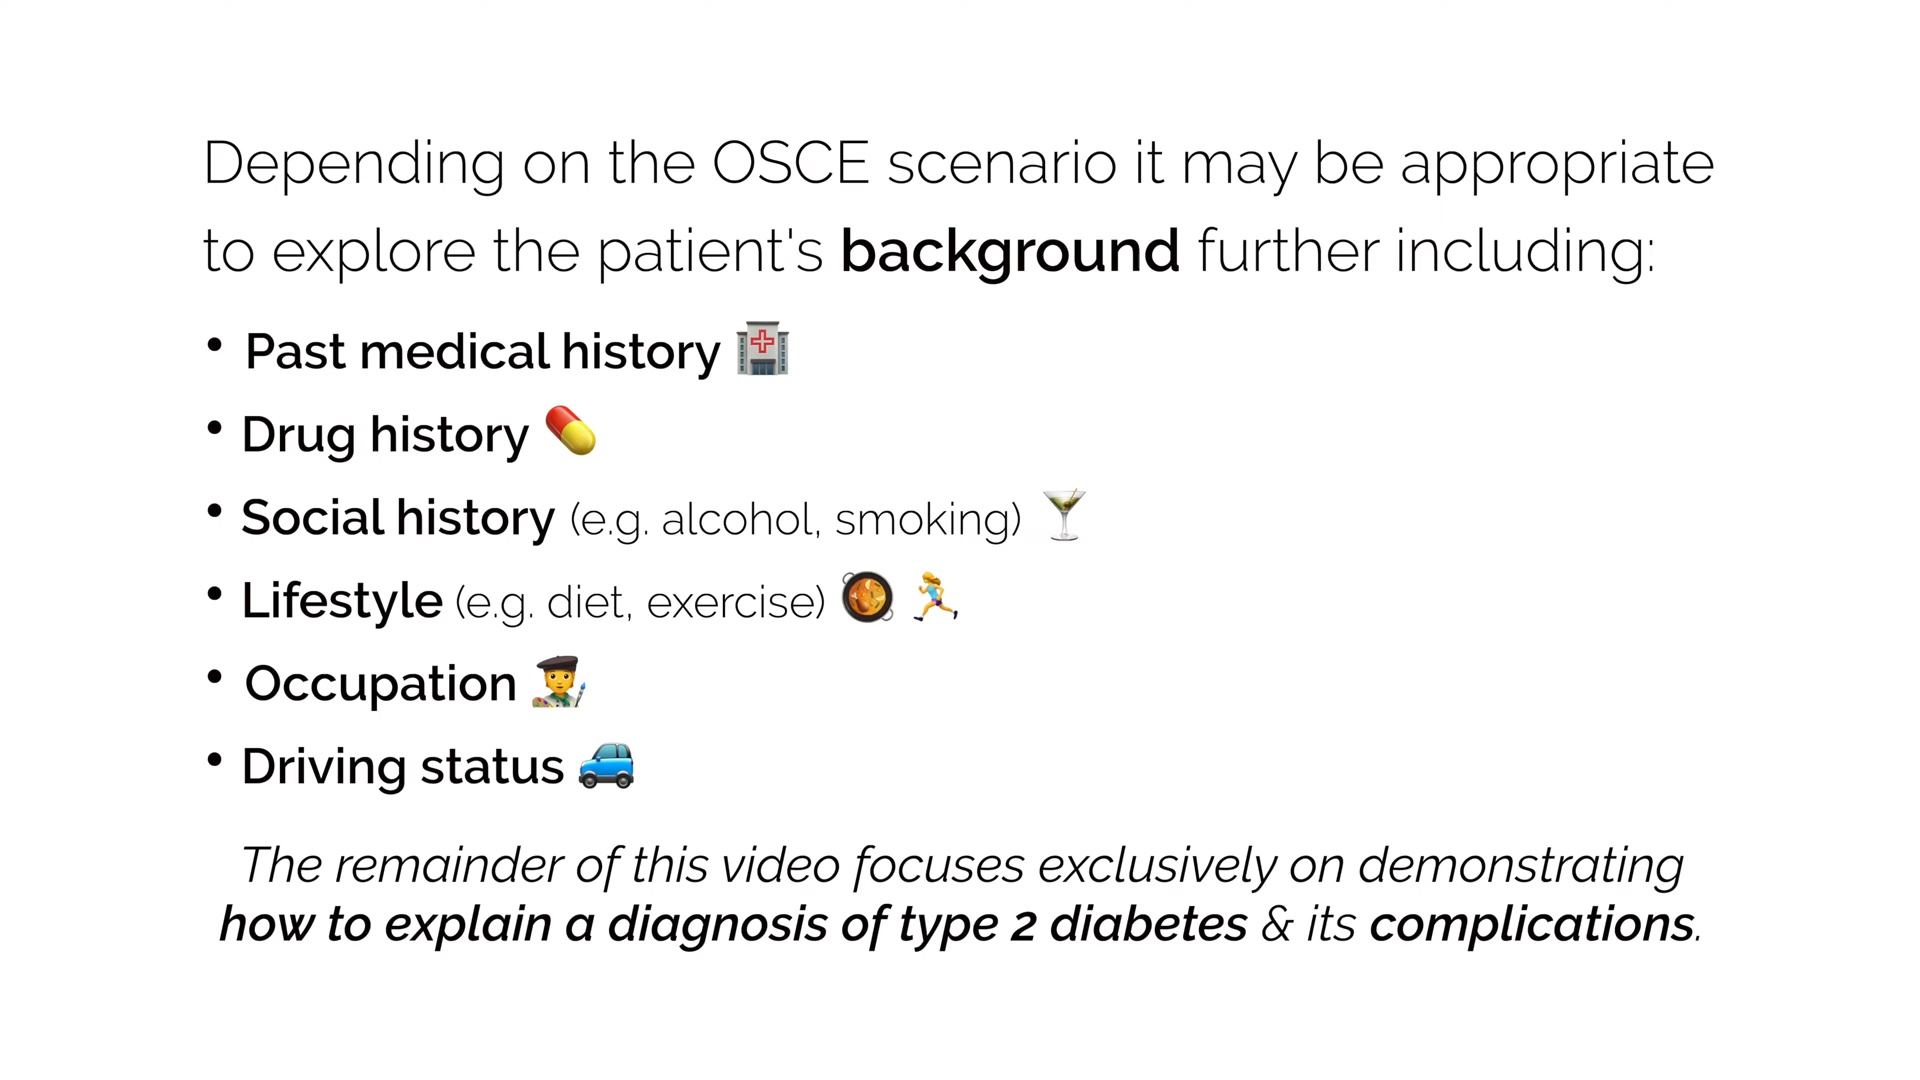 Depending on the OSCE scenario it may be appropriate
to explore the patient's background further including:
• Past medical history 🏥
• Drug history 💊
• Social history (e.g. alcohol, smoking) 🍸
• Lifestyle (e.g. diet, exercise) 🥘 🏃‍♀️
• Occupation 🧑‍🎨
• Driving status 🚙
The remainder of this video focuses exclusively on demonstrating
how to explain a diagnosis of type 2 diabetes & its complications.